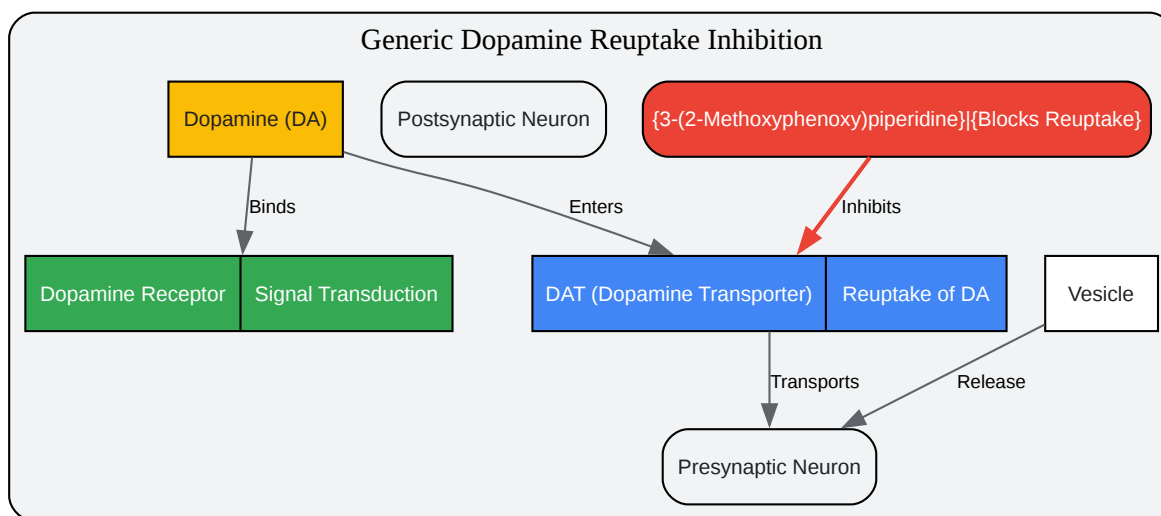 Generic Dopamine Reuptake Inhibition
Dopamine (DA)
Postsynaptic Neuron
{3-(2-Methoxyphenoxy)piperidine}|{Blocks Reuptake}
Binds
Enters
Inhibits
Dopamine Receptor
Signal Transduction
DAT (Dopamine Transporter)
Reuptake of DA
Vesicle
Transports
Release
Presynaptic Neuron